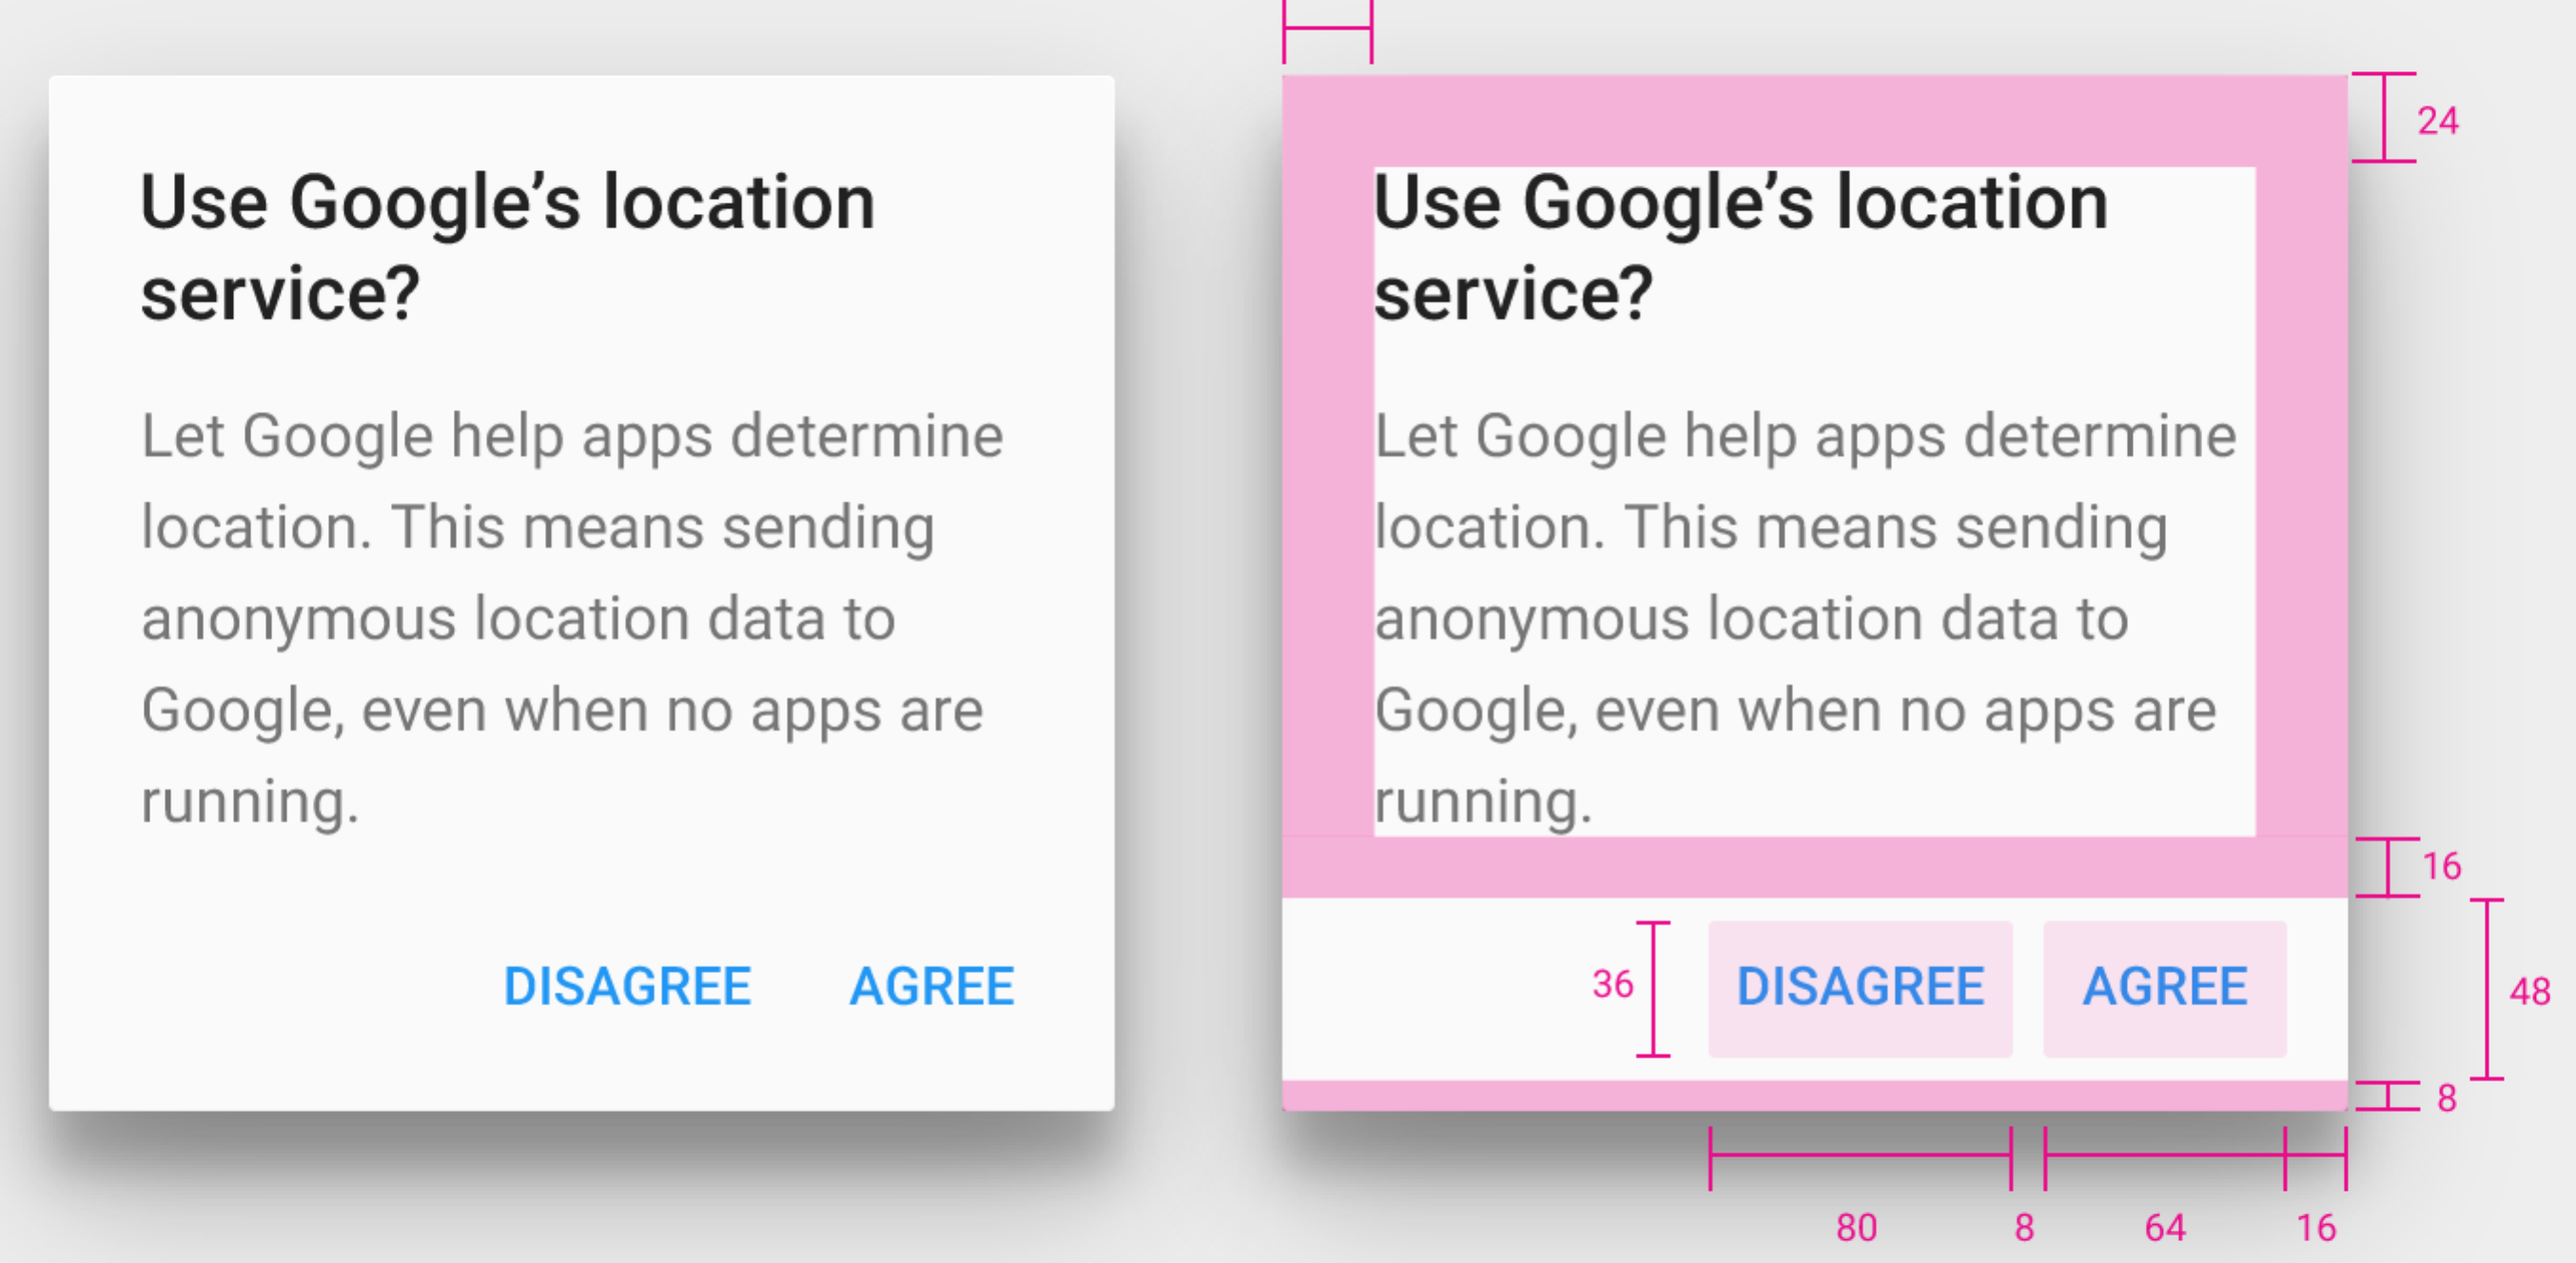 Use Google’s location
service?
Let Google help apps determine
location. This means sending
anonymous location data to
Google, even when no apps are
running.
DISAGREE AGREE
24
Use Google’s location
service?
Let Google help apps determine
location. This means sending
anonymous location data to
Google, even when no apps are
running.
16
36 DISAGREE AGREE 48
8
80 8 64 16